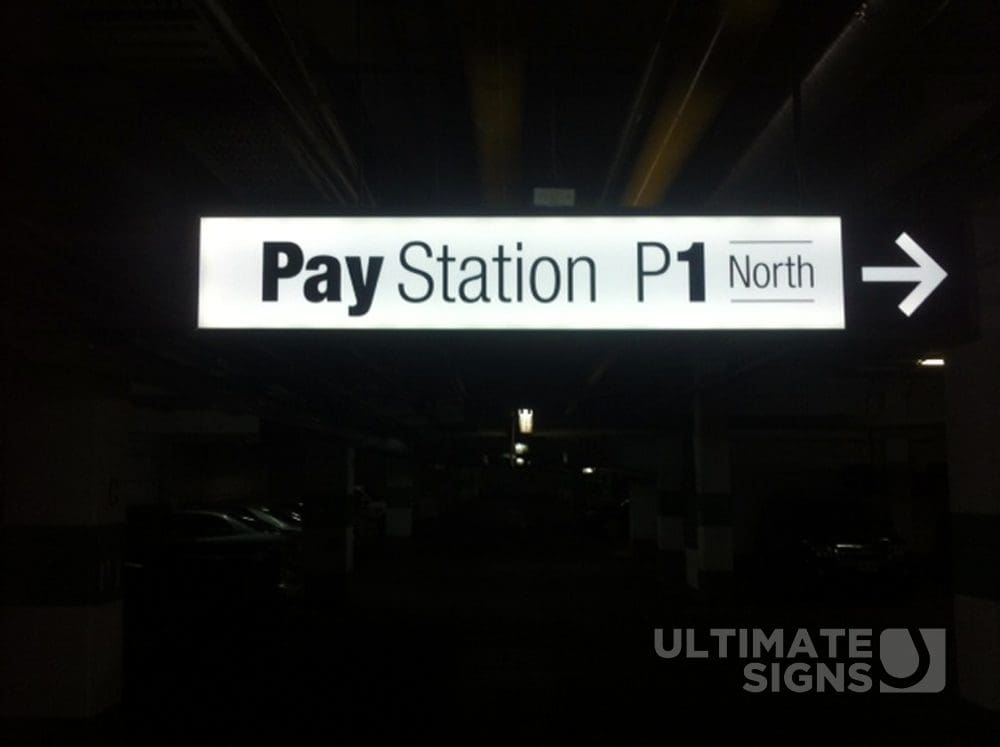 Pay Station P1 North →
ULTIMATE
SIGNS